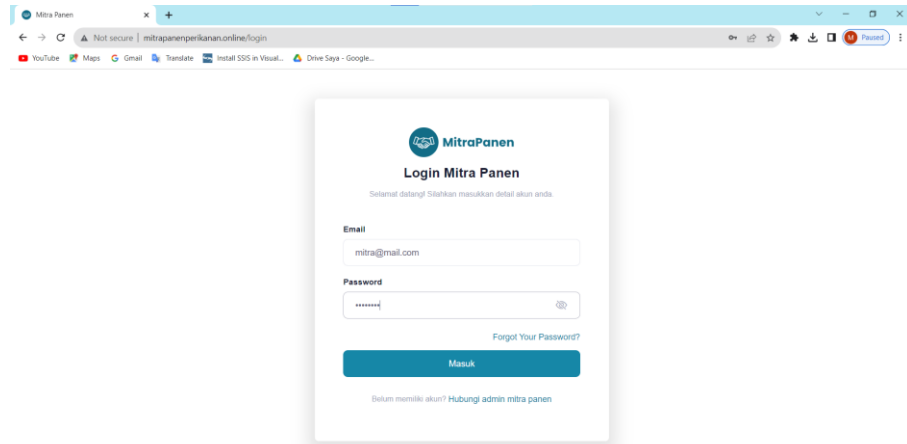 Mitra Panen
Not secure | mitrapanenperikanan.online/login
M Paused
YouTube Maps G Gmail Translate Install SSIS in Visual... Drive Saya - Google...
MitraPanen
Login Mitra Panen
Selamat datang! Silahkan masukkan detail akun anda.
Email
mitra@mail.com
Password
••••••••
Forgot Your Password?
Masuk
Belum memiliki akun? Hubungi admin mitra panen